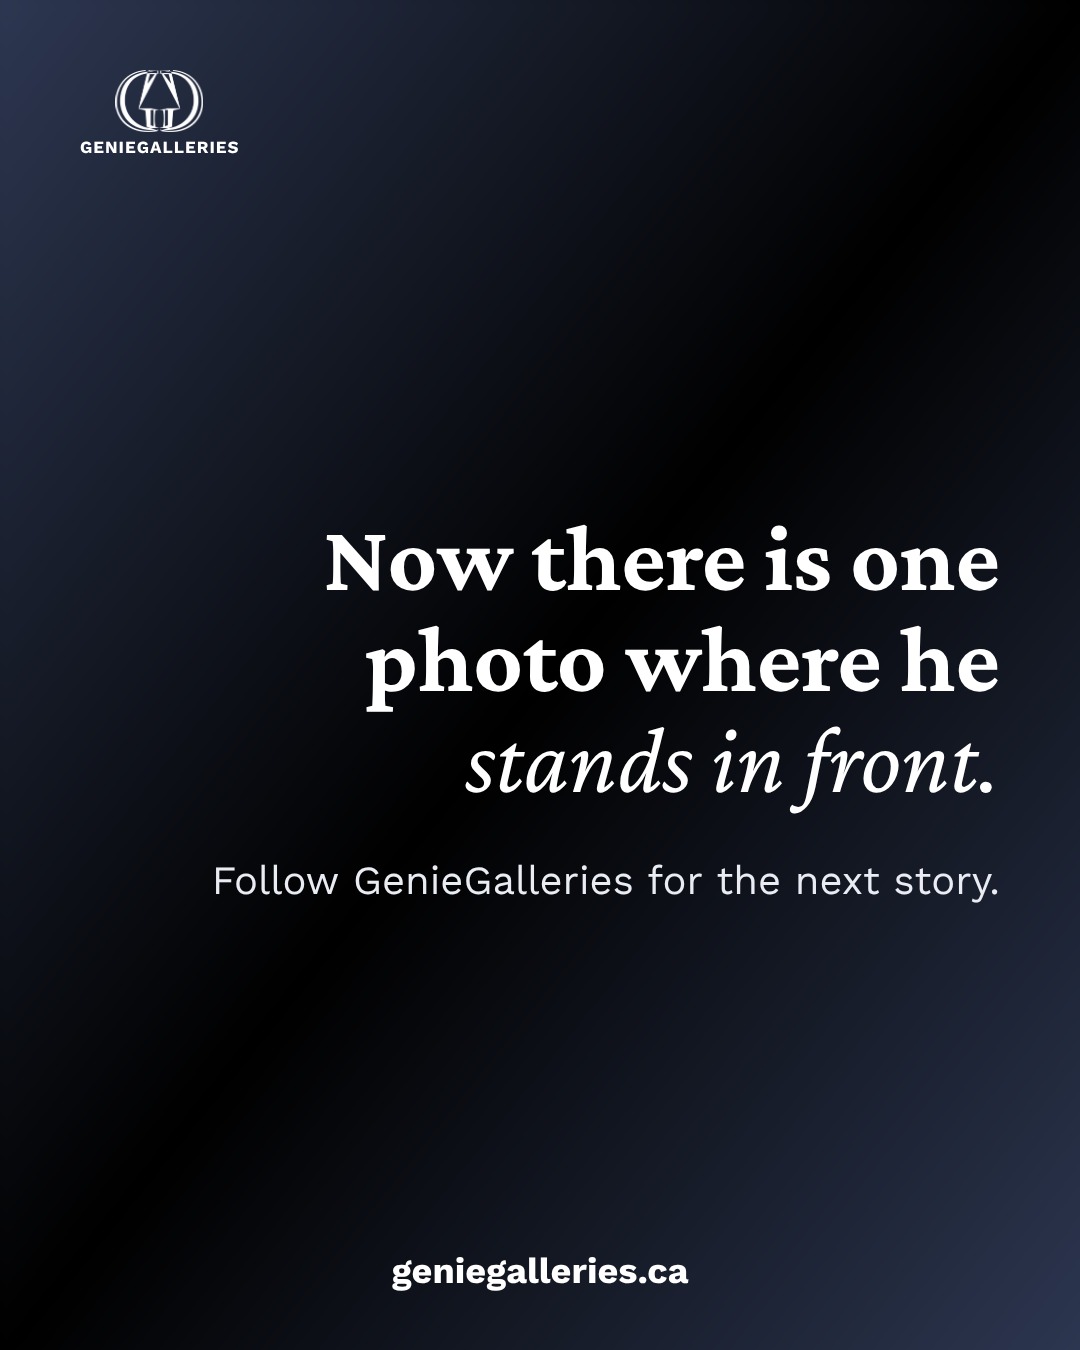 GENIEGALLERIES
Now there is one
photo where he
stands in front.
Follow GenieGalleries for the next story.
geniegalleries.ca